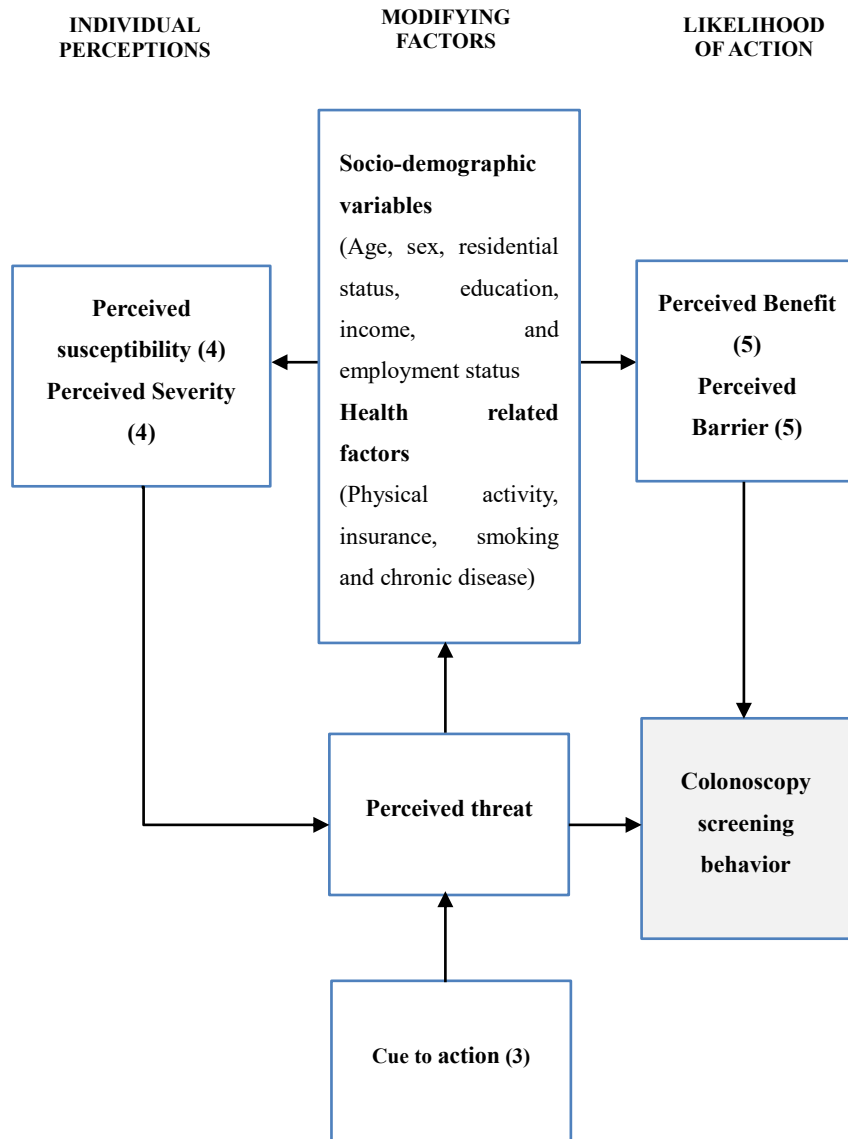 INDIVIDUAL
PERCEPTIONS
MODIFYING
FACTORS
LIKELIHOOD
OF ACTION
Perceived
susceptibility (4)
Perceived Severity
(4)
Socio-demographic
variables
(Age, sex, residential
status, education,
income, and
employment status
Health related
factors
(Physical activity,
insurance, smoking
and chronic disease)
Perceived Benefit
(5)
Perceived
Barrier (5)
Perceived threat
Colonoscopy
screening
behavior
Cue to action (3)